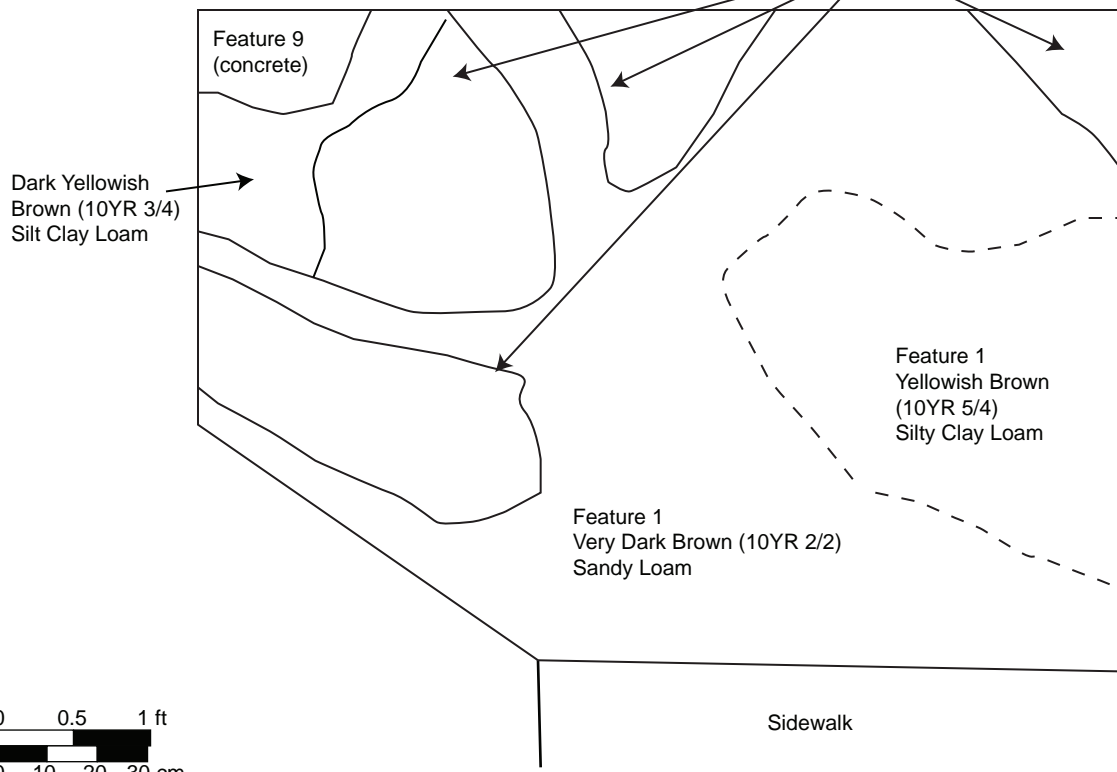 Feature 9
(concrete)
Dark Yellowish
Brown (10YR 3/4)
Silt Clay Loam
Feature 1
Yellowish Brown
(10YR 5/4)
Silty Clay Loam
Feature 1
Very Dark Brown (10YR 2/2)
Sandy Loam
0 0.5 1 ft
Sidewalk
0 10 20 30 cm